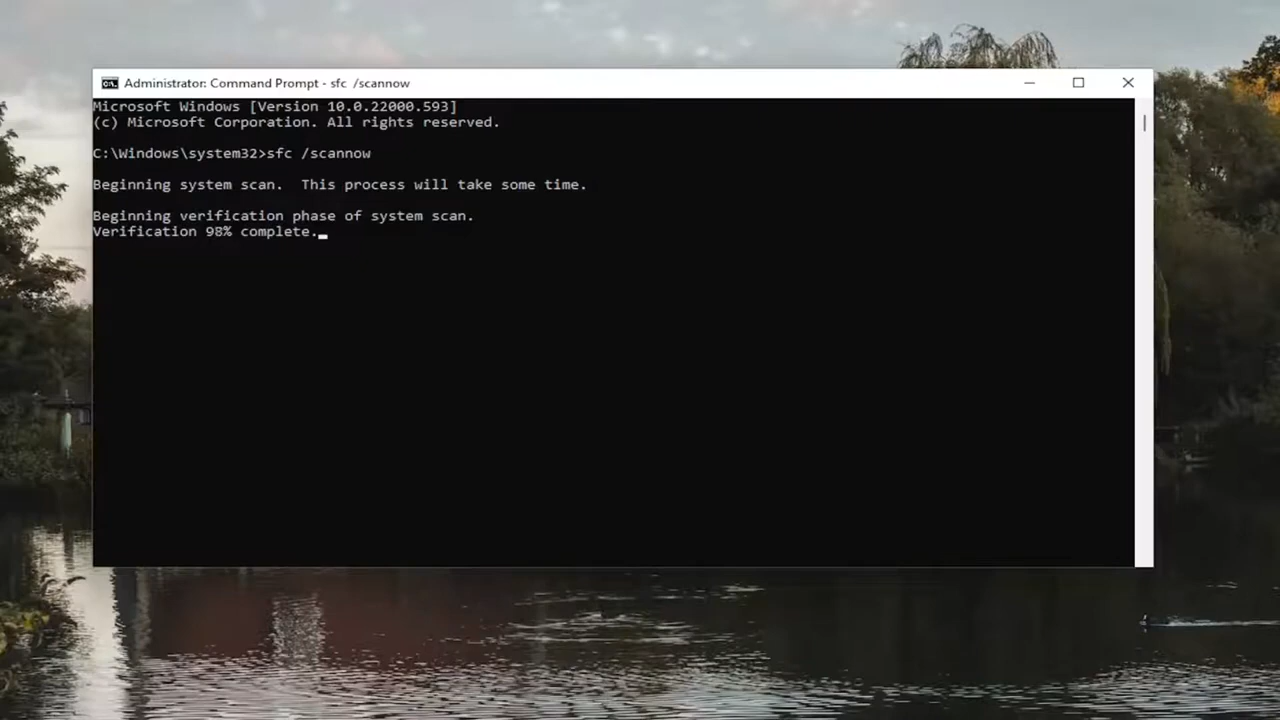 Administrator: Command Prompt - sfc  /scannow
Microsoft Windows [Version 10.0.22000.593]
(c) Microsoft Corporation. All rights reserved.
C:\Windows\system32>sfc /scannow
Beginning system scan.  This process will take some time.
Beginning verification phase of system scan.
Verification 98% complete.